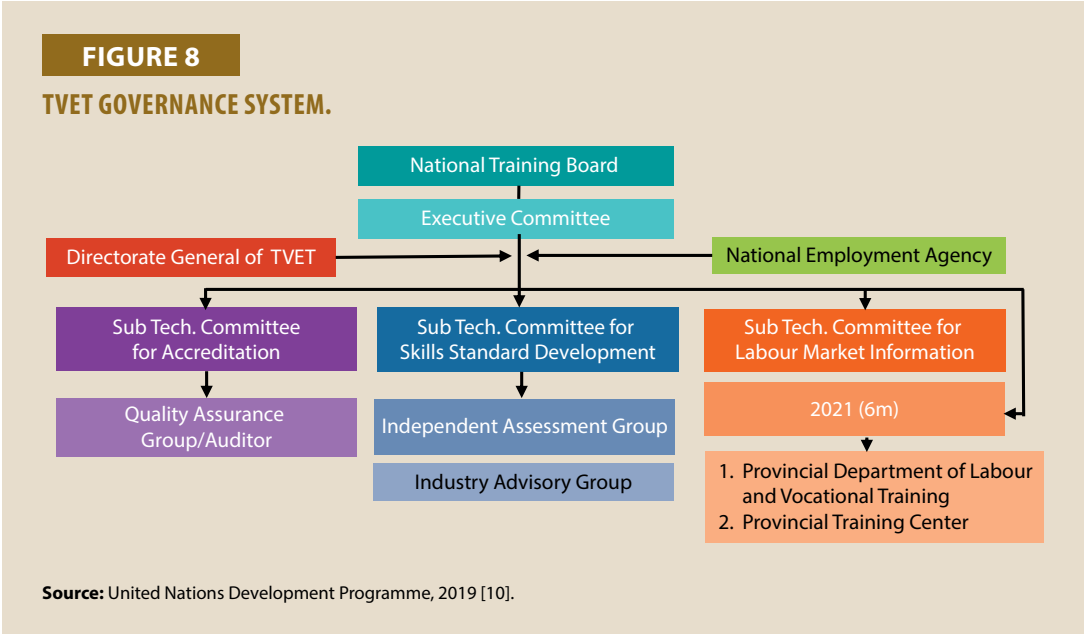 FIGURE 8
TVET GOVERNANCE SYSTEM.
National Training Board
Executive Committee
Directorate General of TVET
National Employment Agency
Sub Tech. Committee
for Accreditation
Sub Tech. Committee for
Skills Standard Development
Sub Tech. Committee for
Labour Market Information
Quality Assurance
Group/Auditor
Independent Assessment Group
Industry Advisory Group
2021 (6m)
1. Provincial Department of Labour
and Vocational Training
2. Provincial Training Center
Source: United Nations Development Programme, 2019 [10].